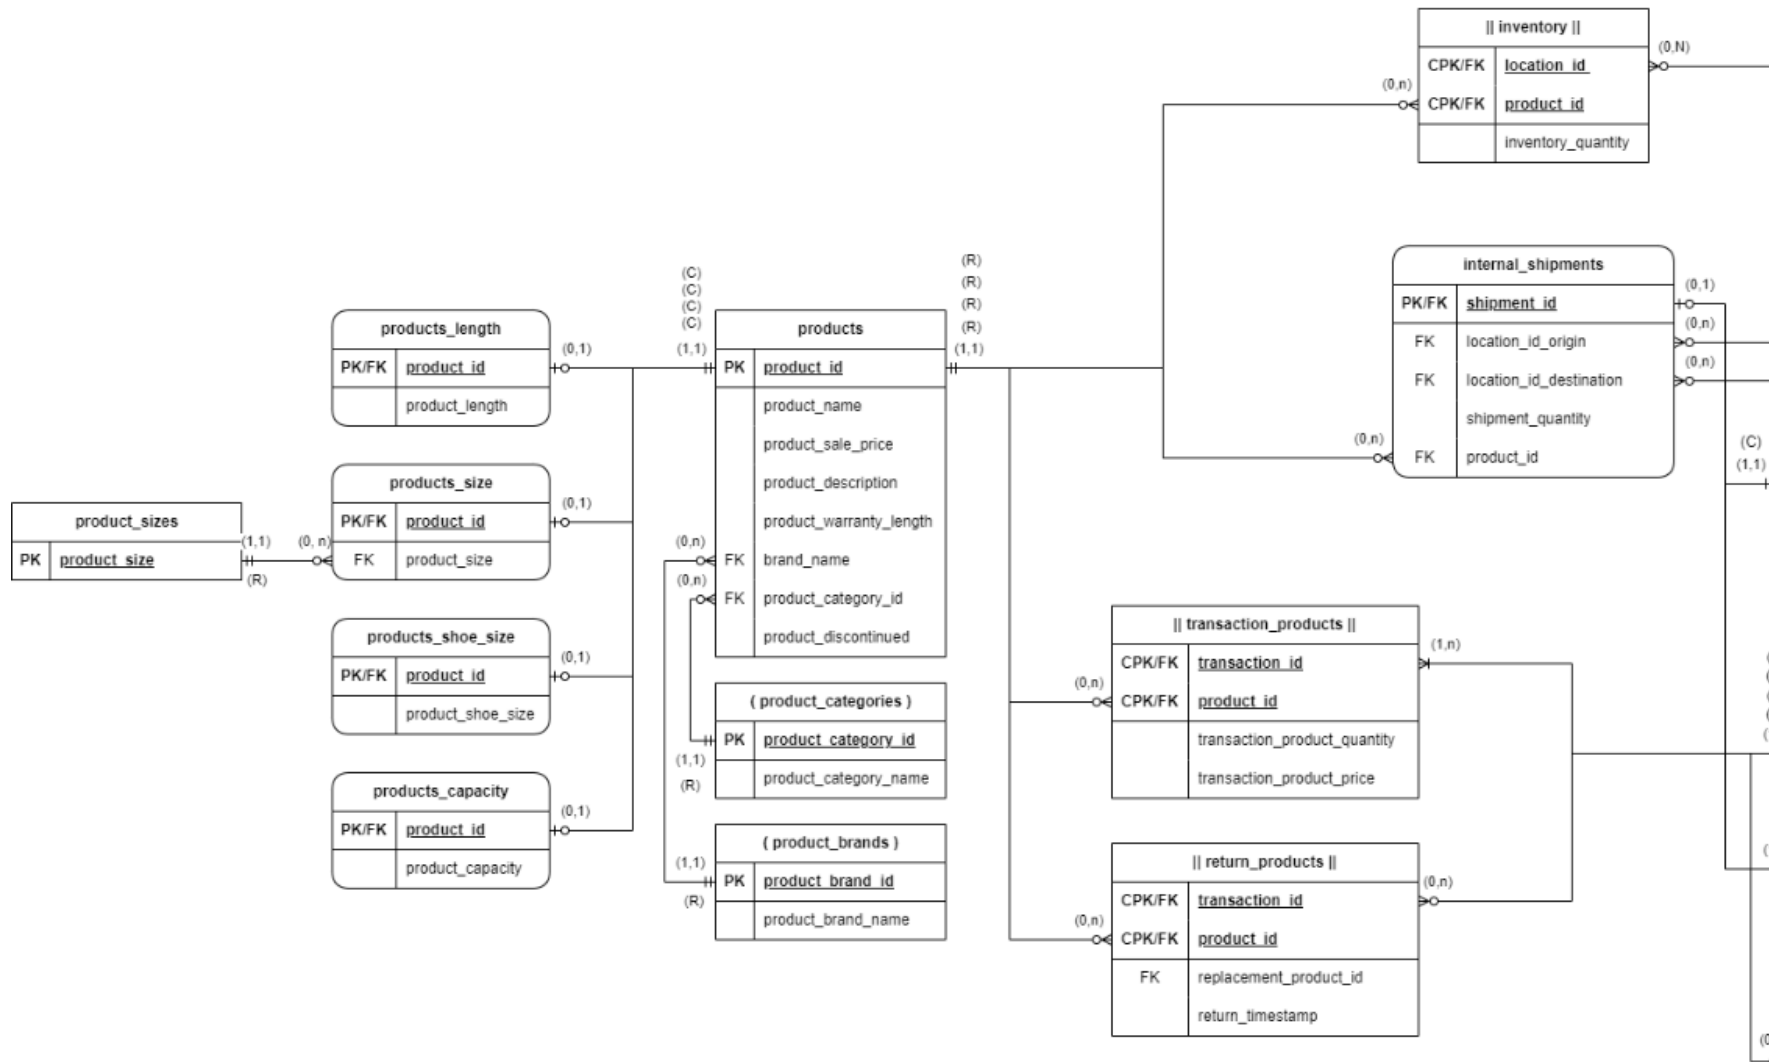 || inventory ||
(0,N)
CPK/FK location_id
(0,n)
CPK/FK product_id
inventory_quantity
internal_shipments
(0,1)
PK/FK shipment_id
(0,n)
FK location_id_origin
(0,n)
FK location_id_destination
shipment_quantity
(0,n)
FK product_id
(C)
(1,1)
(C)
(C)
(C)
(C)
(1,1)
(R)
(R)
(R)
(R)
(1,1)
products
PK product_id
product_name
product_sale_price
product_description
product_warranty_length
(0,n)
FK brand_name
(0,n)
FK product_category_id
product_discontinued
products_length
(0,1)
PK/FK product_id
product_length
products_size
(0,1)
PK/FK product_id
FK product_size
product_sizes
PK product_size
(1,1)
(R)
(0, n)
products_shoe_size
(0,1)
PK/FK product_id
product_shoe_size
products_capacity
(0,1)
PK/FK product_id
product_capacity
( product_categories )
PK product_category_id
(1,1)
(R)
product_category_name
( product_brands )
(1,1)
PK product_brand_id
(R)
product_brand_name
|| transaction_products ||
(1,n)
CPK/FK transaction_id
(0,n)
CPK/FK product_id
transaction_product_quantity
transaction_product_price
|| return_products ||
(0,n)
CPK/FK transaction_id
(0,n)
CPK/FK product_id
FK replacement_product_id
return_timestamp